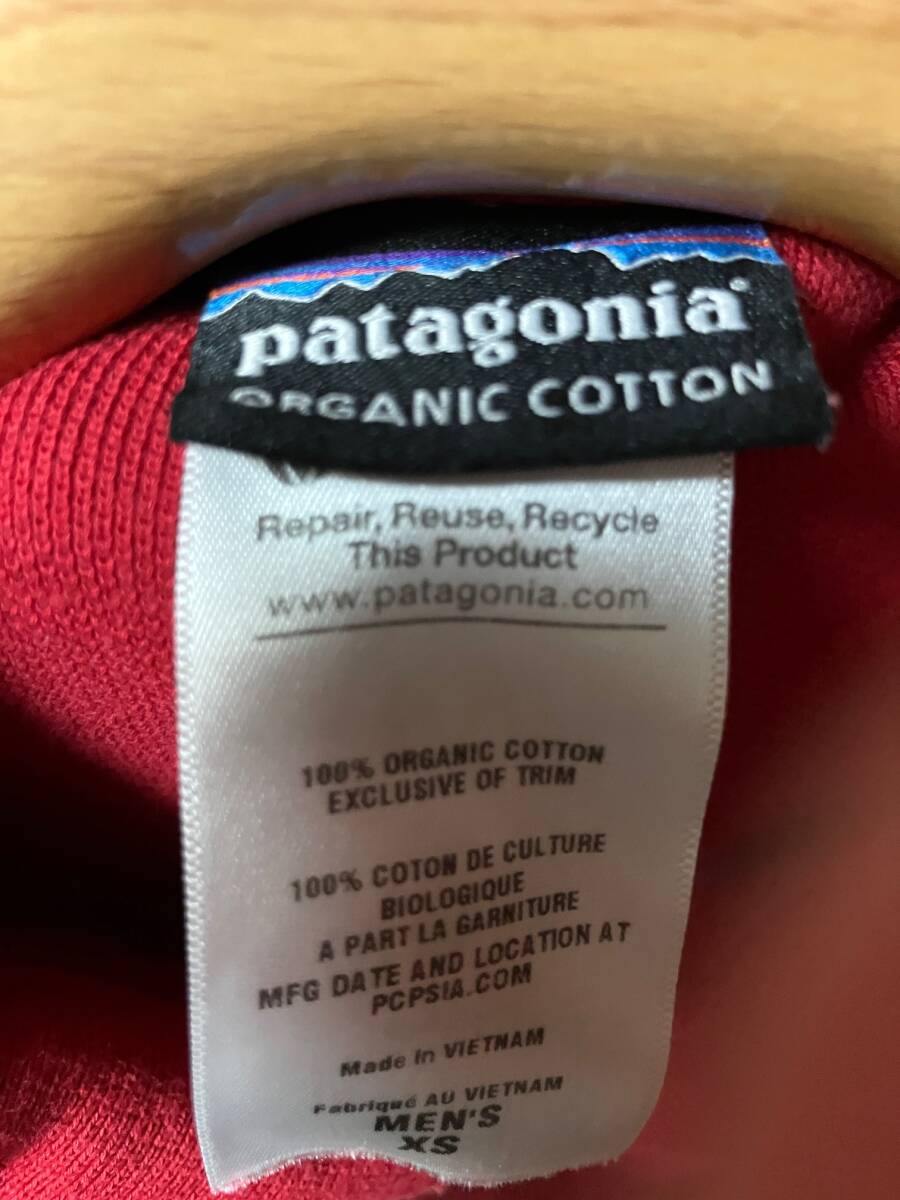 patagonia
ORGANIC COTTON
Repair, Reuse, Recycle
This Product
www.patagonia.com
100% ORGANIC COTTON
EXCLUSIVE OF TRIM
100% COTON DE CULTURE
BIOLOGIQUE
A PART LA GARNITURE
MFG DATE AND LOCATION AT
PCPSIA.COM
Made in VIETNAM
Fabriqué AU VIETNAM
MEN'S
XS